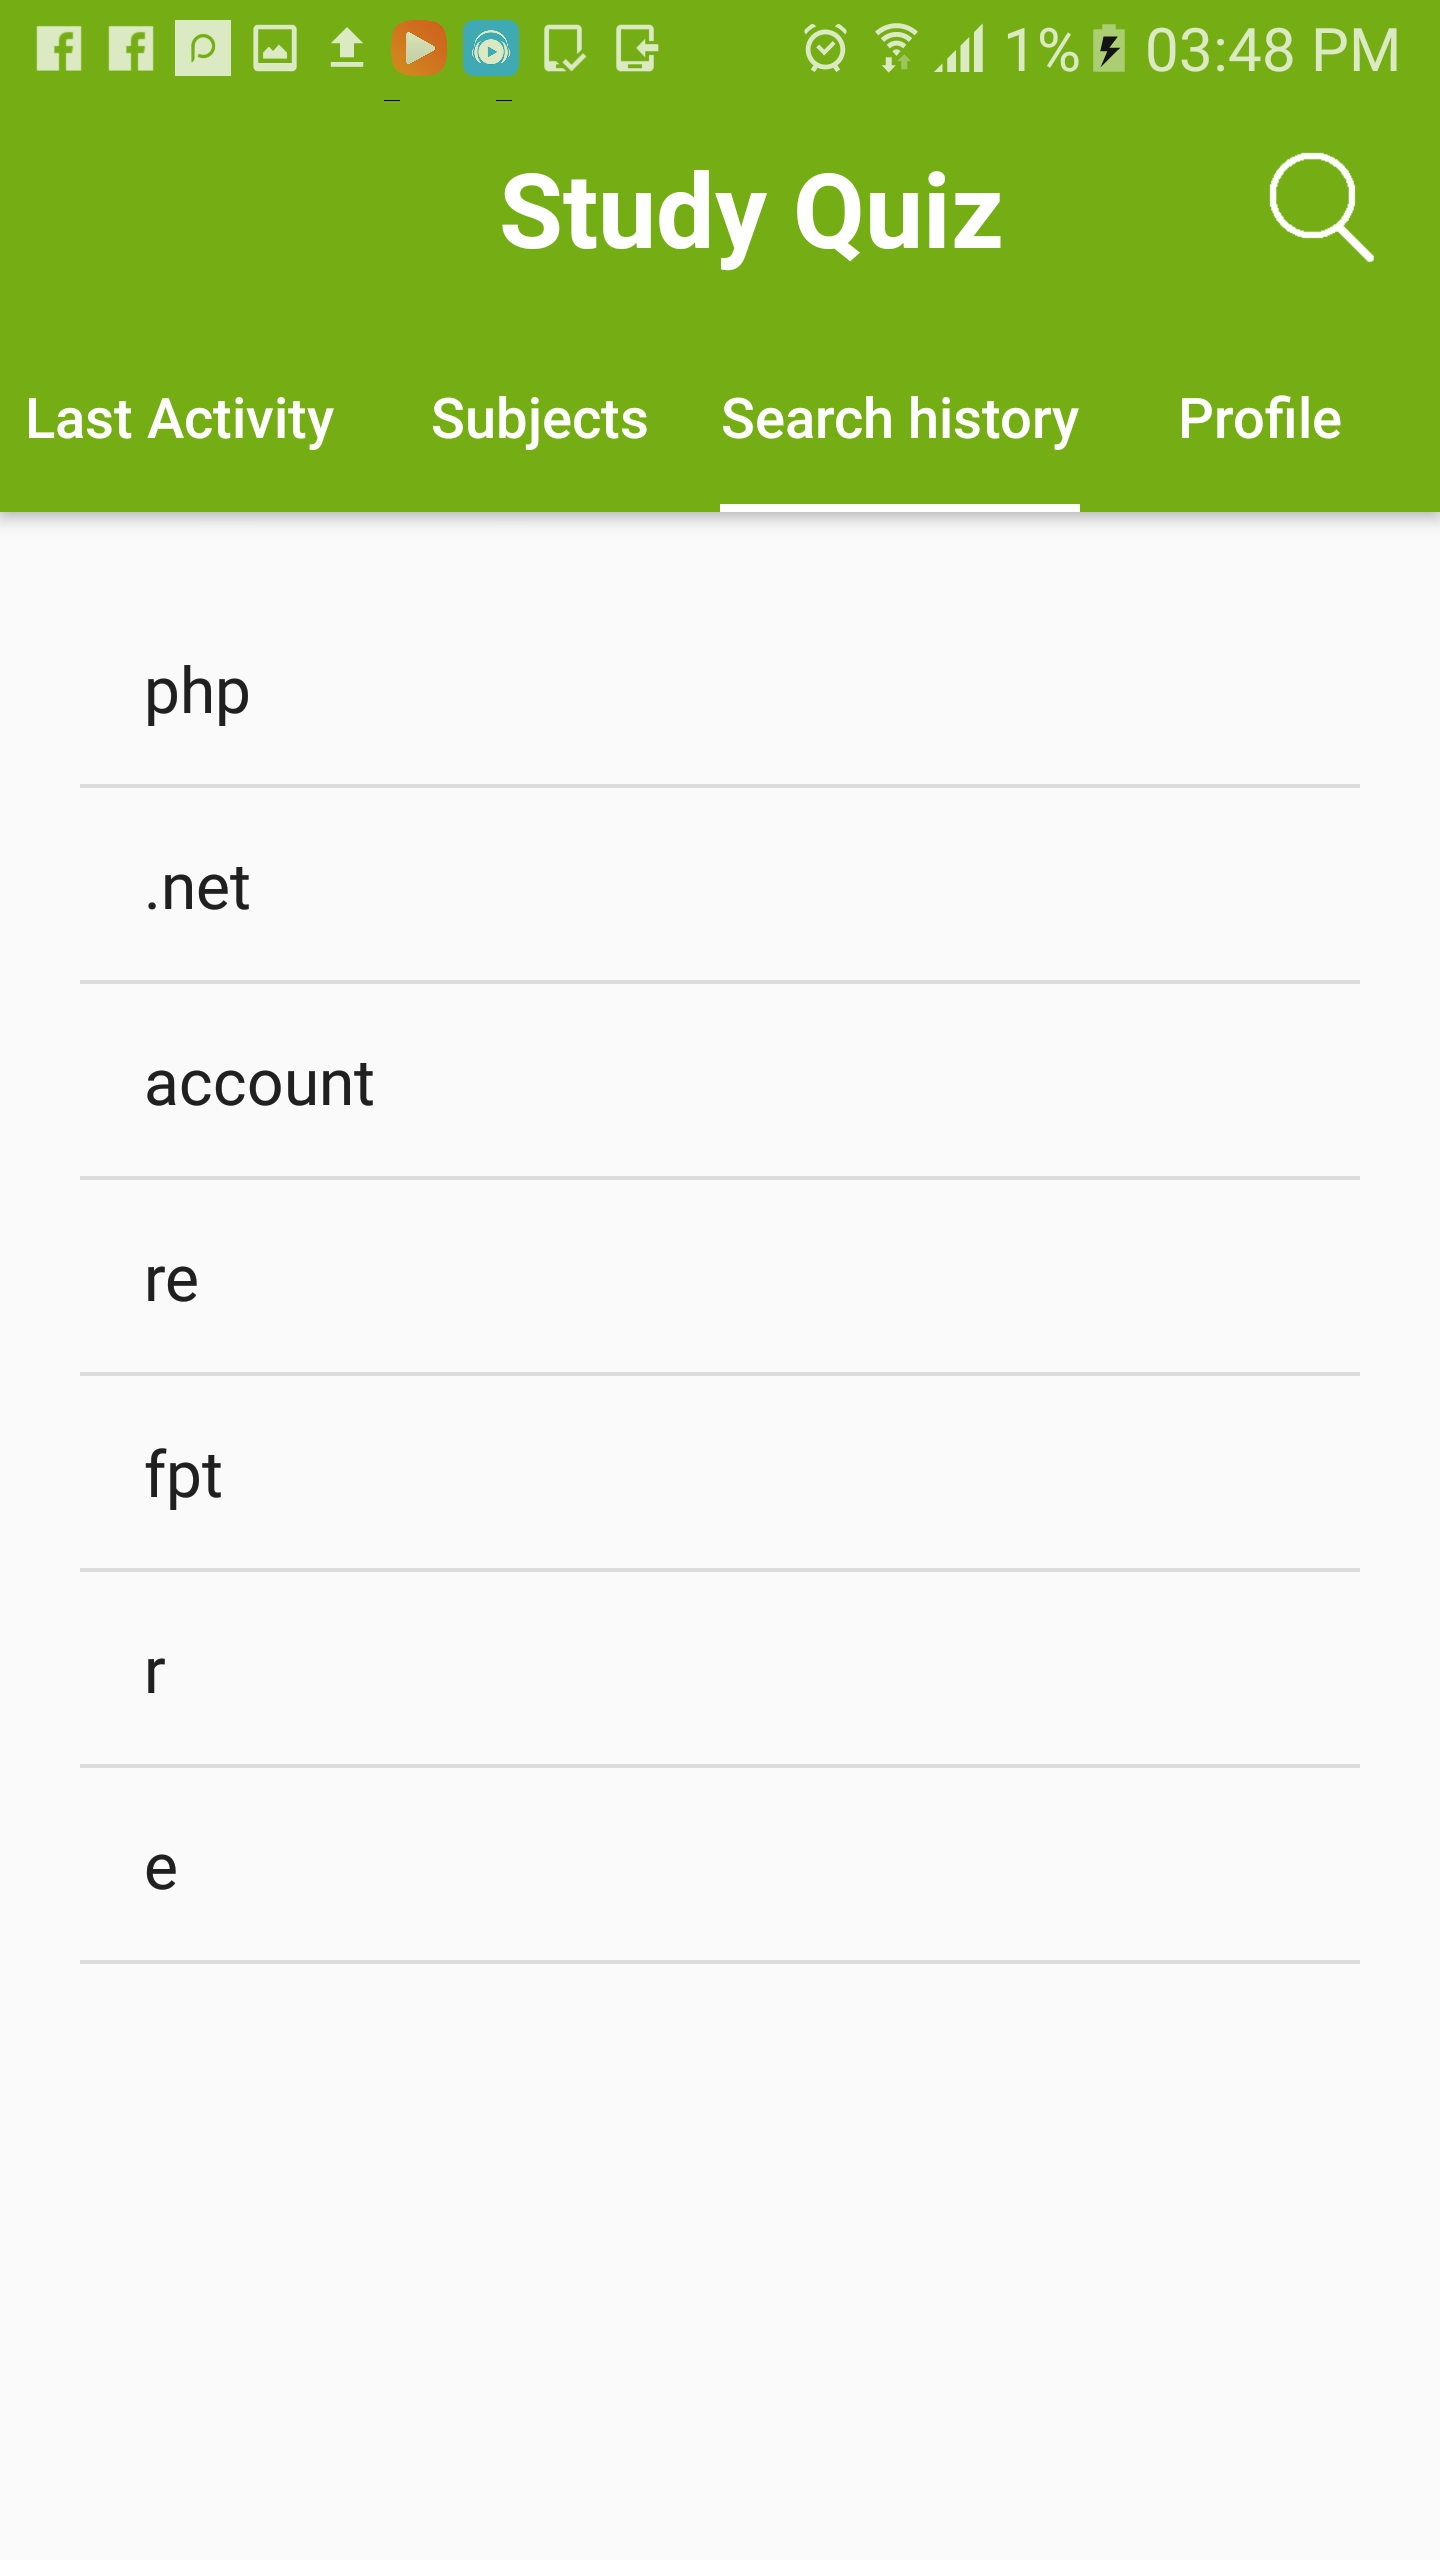 1% 03:48 PM
Study Quiz
Last Activity Subjects Search history Profile
php
.net
account
re
fpt
r
e